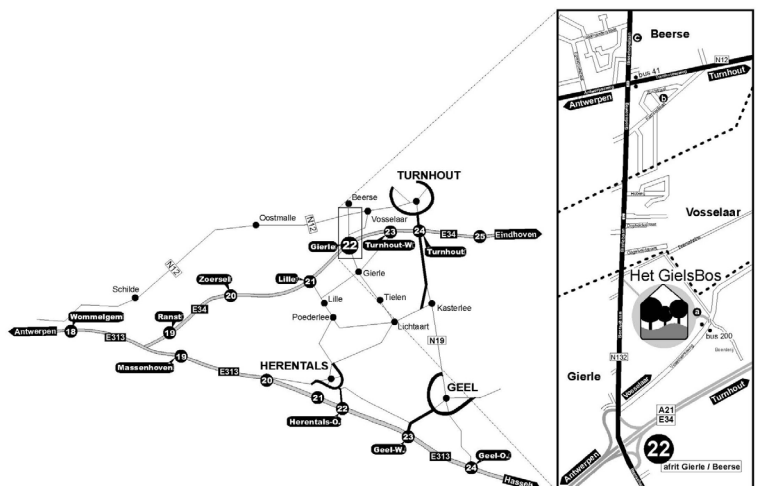 TURNHOUT
Beerse
Vosselaar
Oostmalle
N12
N12
Gierle
22
23
Turnhout-W.
24
Turnhout
E34
25
Eindhoven
Zoersel
20
Lille
21
Gierle
Schilde
Lille
Tielen
Kasterlee
Poederlee
Lichtaart
Wommelgem
Antwerpen
18
E313
Ranst
19
E34
N19
19
Massenhoven
E313
20
HERENTALS
GEEL
21
22
Herentals-O.
23
Geel-W.
E313
Geel-O.
24
Hasselt
c
Beerse
N12
bus 41
Turnhout
Antwerpen
b
Vosselaar
Het GielsBos
a
bus 200
N132
Gierle
Vosselaar
Turnhout
A21
E34
22
Antwerpen
afrit Gierle / Beerse